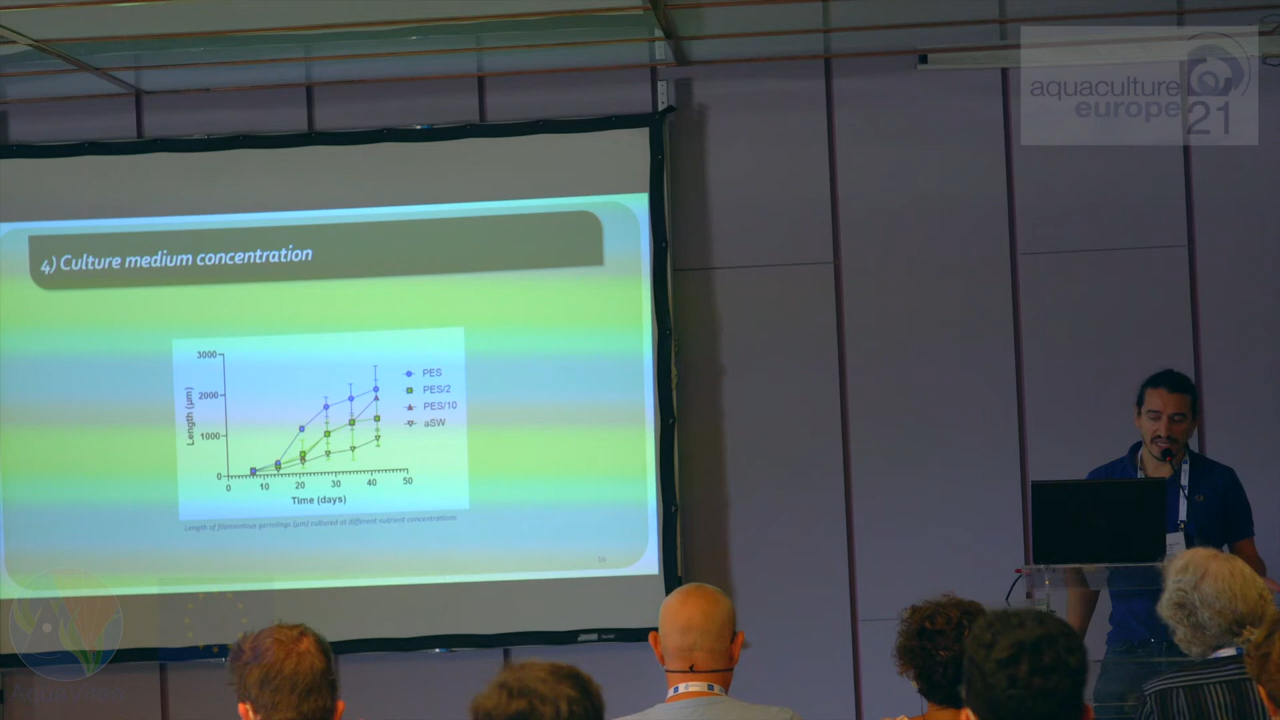 aquaculture
europe
21
4) Culture medium concentration
3000
2000
1000
0
Length (µm)
0 10 20 30 40 50
Time (days)
PES
PES/2
PES/10
aSW
Length of filamentous germlings (µm) cultured at different nutrient concentrations
16